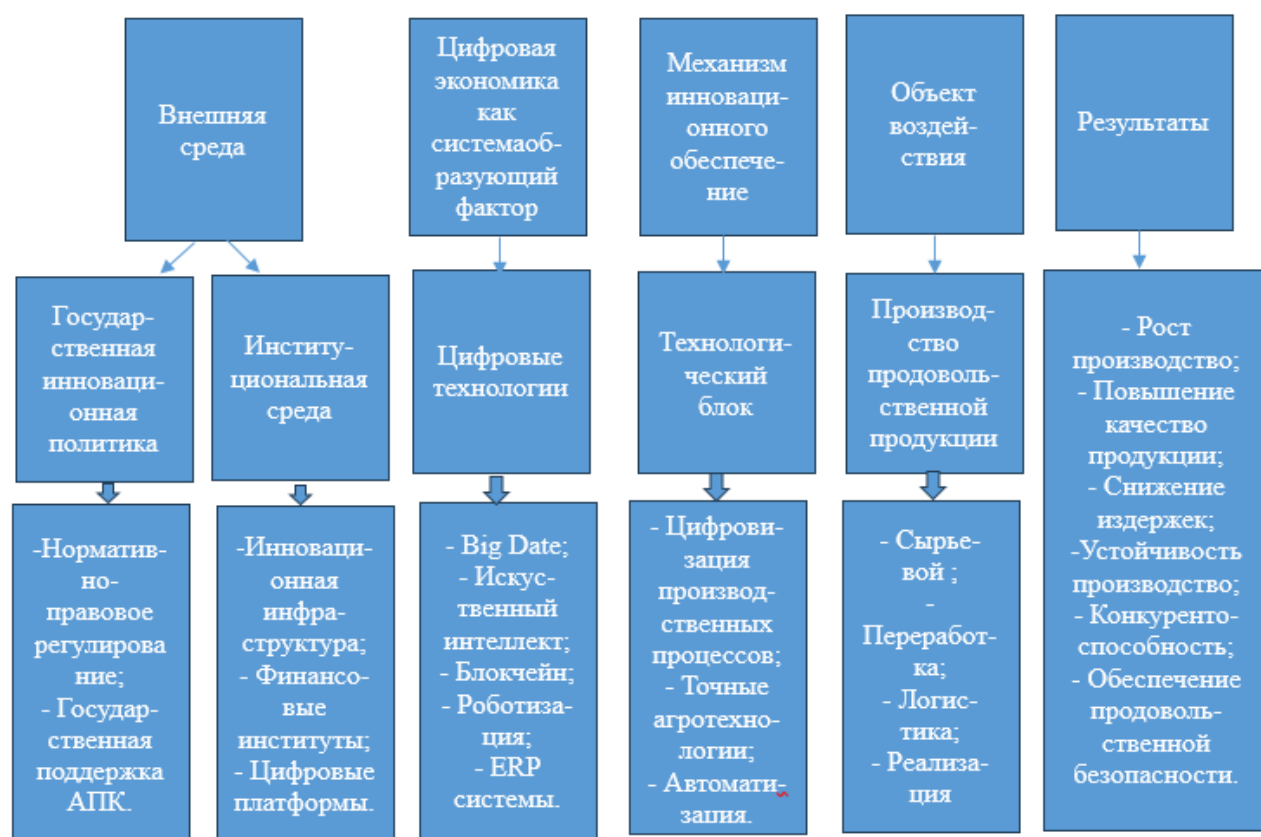 Внешняя
среда
Цифровая
экономика
как
системаоб-
разующий
фактор
Механизм
инноваци-
онного
обеспече-
ние
Объект
воздей-
ствия
Результаты
Государ-
ственная
инноваци-
онная
политика
Институ-
циональная
среда
Цифровые
технологии
Технологи-
ческий
блок
Производ-
ство
продоволь-
ственной
продукции
- Рост
производство;
- Повышение
качество
продукции;
- Снижение
издержек;
-Устойчивость
производство;
- Конкуренто-
способность;
- Обеспечение
продоволь-
ственной
безопасности.
-Норматив-
но-
правовое
регулирова
ние;
- Государ-
ственная
поддержка
АПК.
-Инноваци-
онная
инфра-
структура;
- Финансо-
вые
институты;
- Цифровые
платформы.
- Big Date;
- Искус-
ственный
интеллект;
- Блокчейн;
- Роботиза-
ция;
- ERP
системы.
- Цифрови-
зация
производ-
ственных
процессов;
- Точные
агротехно-
логии;
- Автомати-
зация.
- Сырье-
вой ;
-
Переработ-
ка;
- Логис-
тика;
- Реализа-
ция